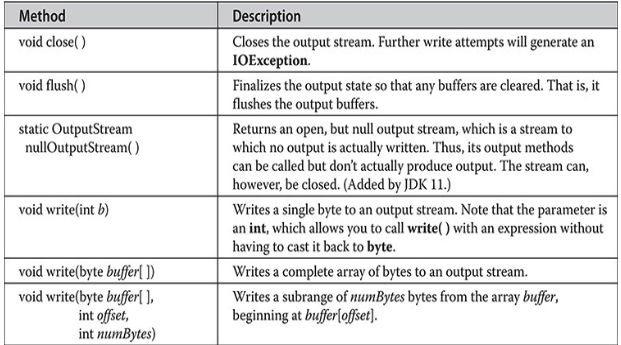 Method Description
void close( ) Closes the output stream. Further write attempts will generate an
IOException.
void flush( ) Finalizes the output state so that any buffers are cleared. That is, it
flushes the output buffers.
static OutputStream Returns an open, but null output stream, which is a stream to
nullOutputStream( ) which no output is actually written. Thus, its output methods
can be called but don't actually produce output. The stream can,
however, be closed. (Added by JDK 11.)
void write(int b) Writes a single byte to an output stream. Note that the parameter is
an int, which allows you to call write( ) with an expression without
having to cast it back to byte.
void write(byte buffer[ ]) Writes a complete array of bytes to an output stream.
void write(byte buffer[ ], Writes a subrange of numBytes bytes from the array buffer,
int offset, beginning at buffer[offset].
int numBytes)